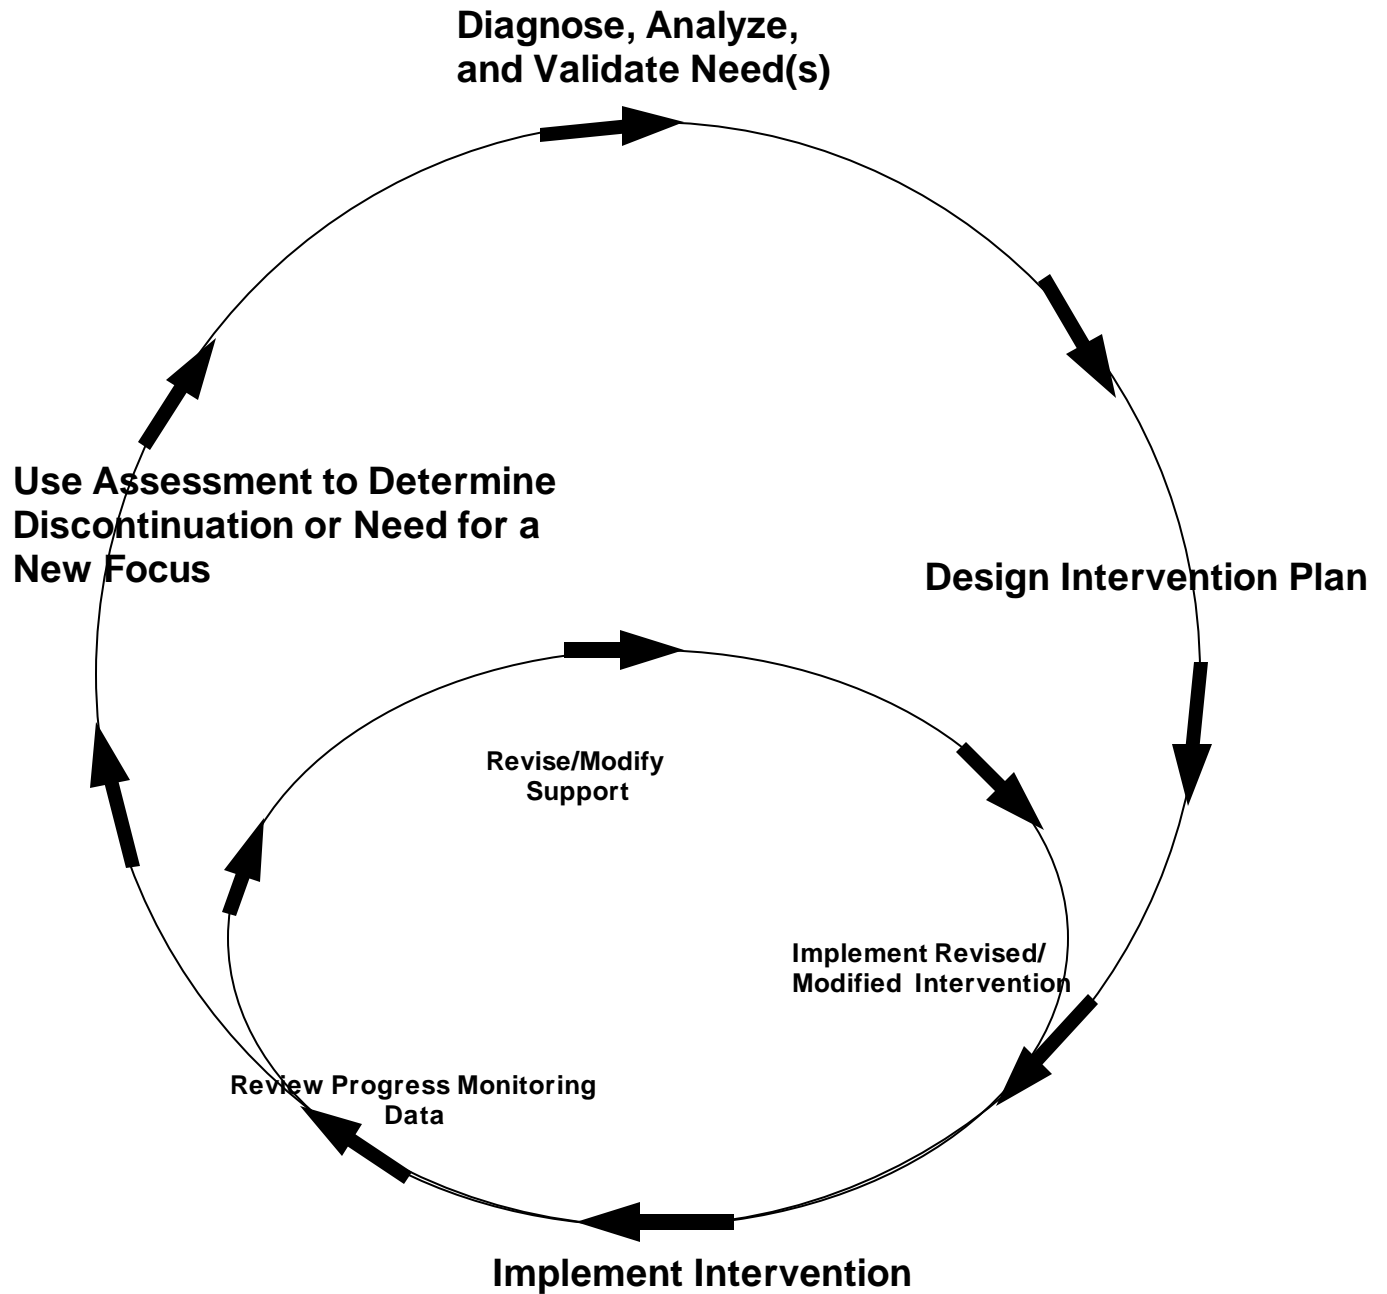 Diagnose, Analyze,
and Validate Need(s)
Use Assessment to Determine
Discontinuation or Need for a
New Focus
Design Intervention Plan
Revise/Modify
Support
Implement Revised/
Modified Intervention
Review Progress Monitoring
Data
Implement Intervention